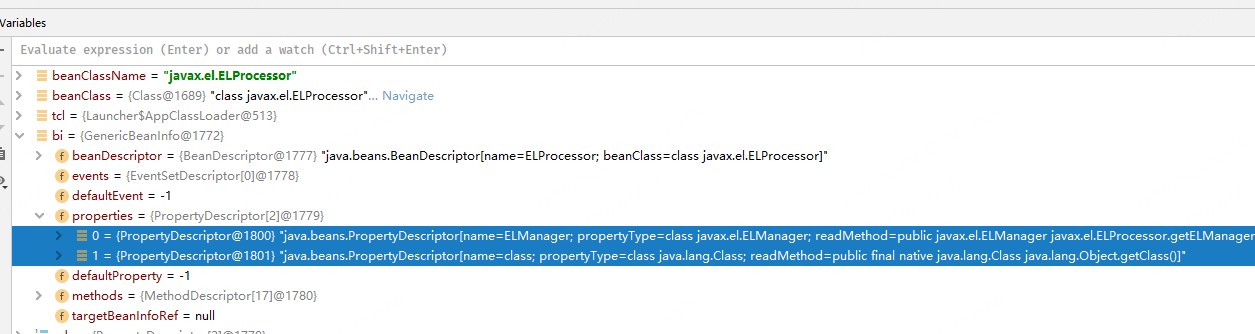 Variables
Evaluate expression (Enter) or add a watch (Ctrl+Shift+Enter)
beanClassName = "javax.el.ELProcessor"
beanClass = {Class@1689} "class javax.el.ELProcessor"... Navigate
tcl = {Launcher$AppClassLoader@513}
bi = {GenericBeanInfo@1772}
beanDescriptor = {BeanDescriptor@1777} "java.beans.BeanDescriptor[name=ELProcessor; beanClass=class javax.el.ELProcessor]"
events = {EventSetDescriptor[0]@1778}
defaultEvent = -1
properties = {PropertyDescriptor[2]@1779}
0 = {PropertyDescriptor@1800} "java.beans.PropertyDescriptor[name=ELManager; propertyType=class javax.el.ELManager; readMethod=public javax.el.ELManager javax.el.ELProcessor.getELManager
1 = {PropertyDescriptor@1801} "java.beans.PropertyDescriptor[name=class; propertyType=class java.lang.Class; readMethod=public final native java.lang.Class java.lang.Object.getClass()]"
defaultProperty = -1
methods = {MethodDescriptor[17]@1780}
targetBeanInfoRef = null